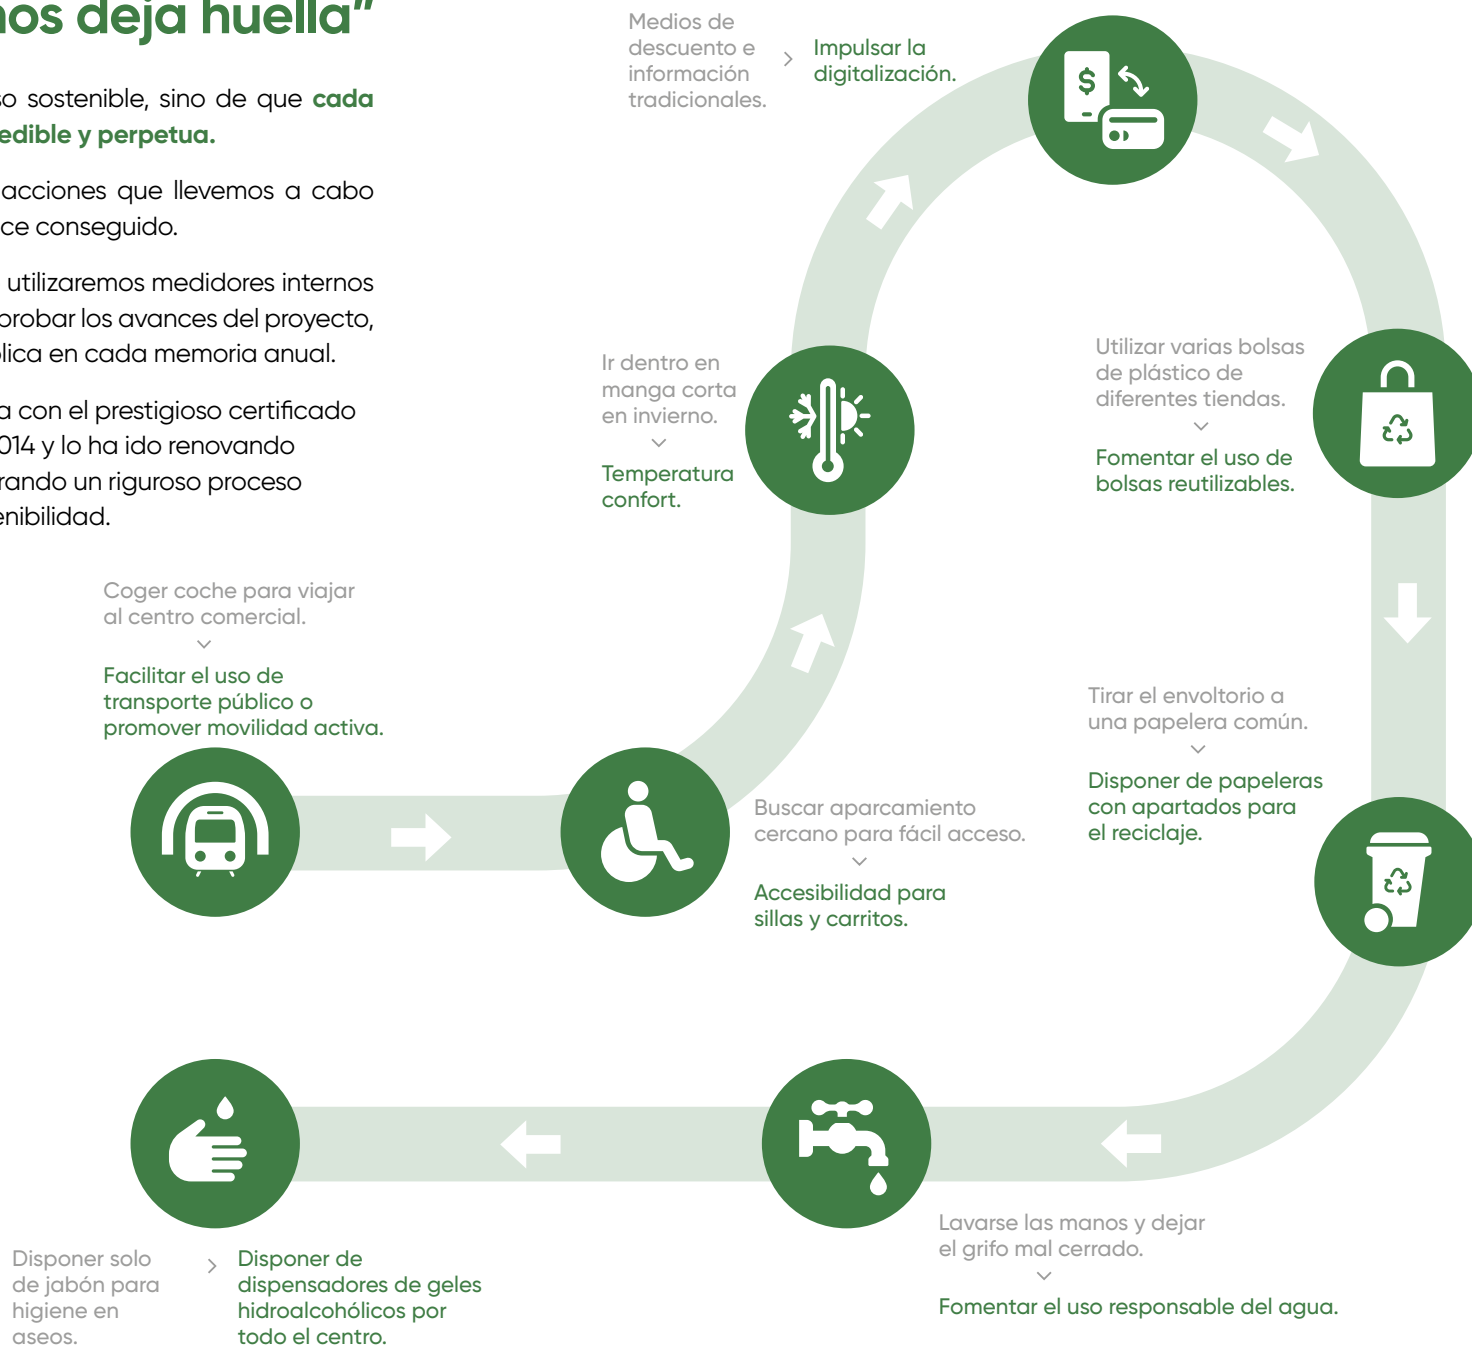 nos deja huella"
so sostenible, sino de que cada
edible y perpetua.
acciones que llevemos a cabo
ce conseguido.
utilizaremos medidores internos
probar los avances del proyecto,
lica en cada memoria anual.
a con el prestigioso certificado
014 y lo ha ido renovando
rando un riguroso proceso
enibilidad.
Coger coche para viajar
al centro comercial.
Facilitar el uso de
transporte público o
promover movilidad activa.
Buscar aparcamiento
cercano para fácil acceso.
Accesibilidad para
sillas y carritos.
Ir dentro en
manga corta
en invierno.
Temperatura
confort.
Medios de
descuento e
información
tradicionales.
Impulsar la
digitalización.
$
Utilizar varias bolsas
de plástico de
diferentes tiendas.
Fomentar el uso de
bolsas reutilizables.
Tirar el envoltorio a
una papelera común.
Disponer de papeleras
con apartados para
el reciclaje.
Lavarse las manos y dejar
el grifo mal cerrado.
Fomentar el uso responsable del agua.
Disponer solo
de jabón para
higiene en
aseos.
Disponer de
dispensadores de geles
hidroalcohólicos por
todo el centro.